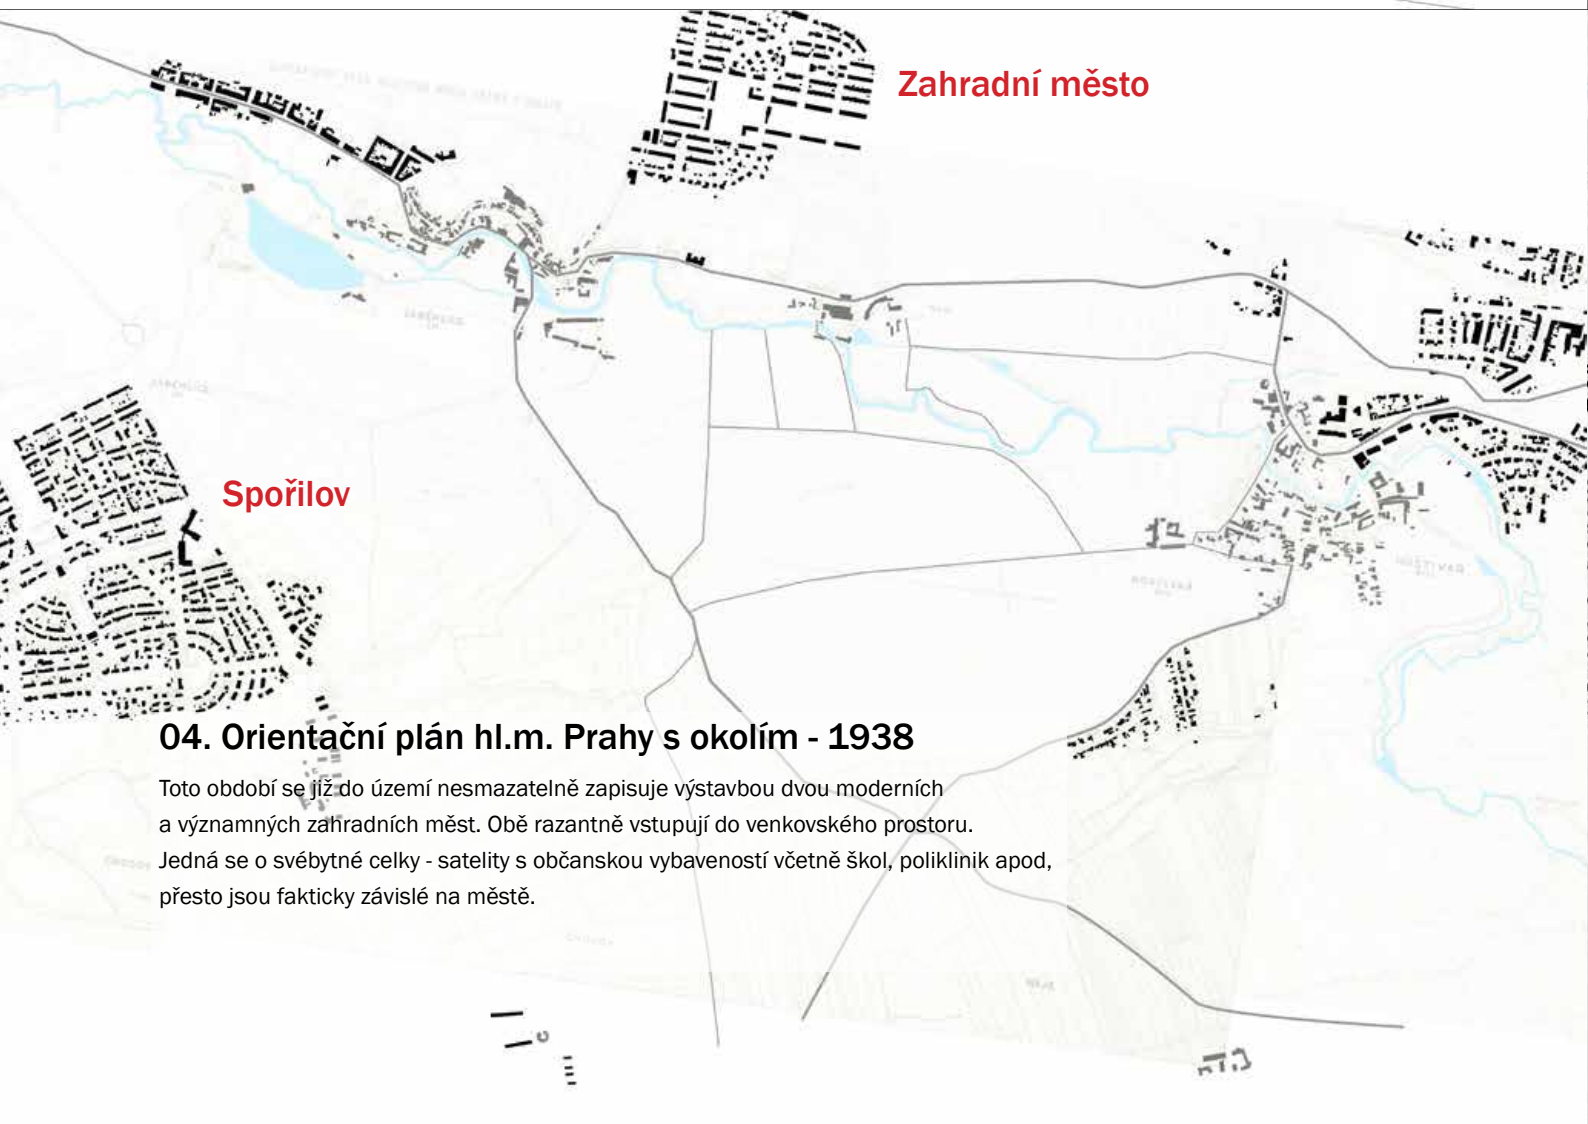 Zahradní město
Spořilov
04. Orientační plán hl.m. Prahy s okolím - 1938
Toto období se již do území nesmazatelně zapisuje výstavbou dvou moderních
a významných zahradních měst. Obě razantně vstupují do venkovského prostoru.
Jedná se o svébytné celky - satelity s občanskou vybaveností včetně škol, poliklinik apod,
přesto jsou fakticky závislé na městě.